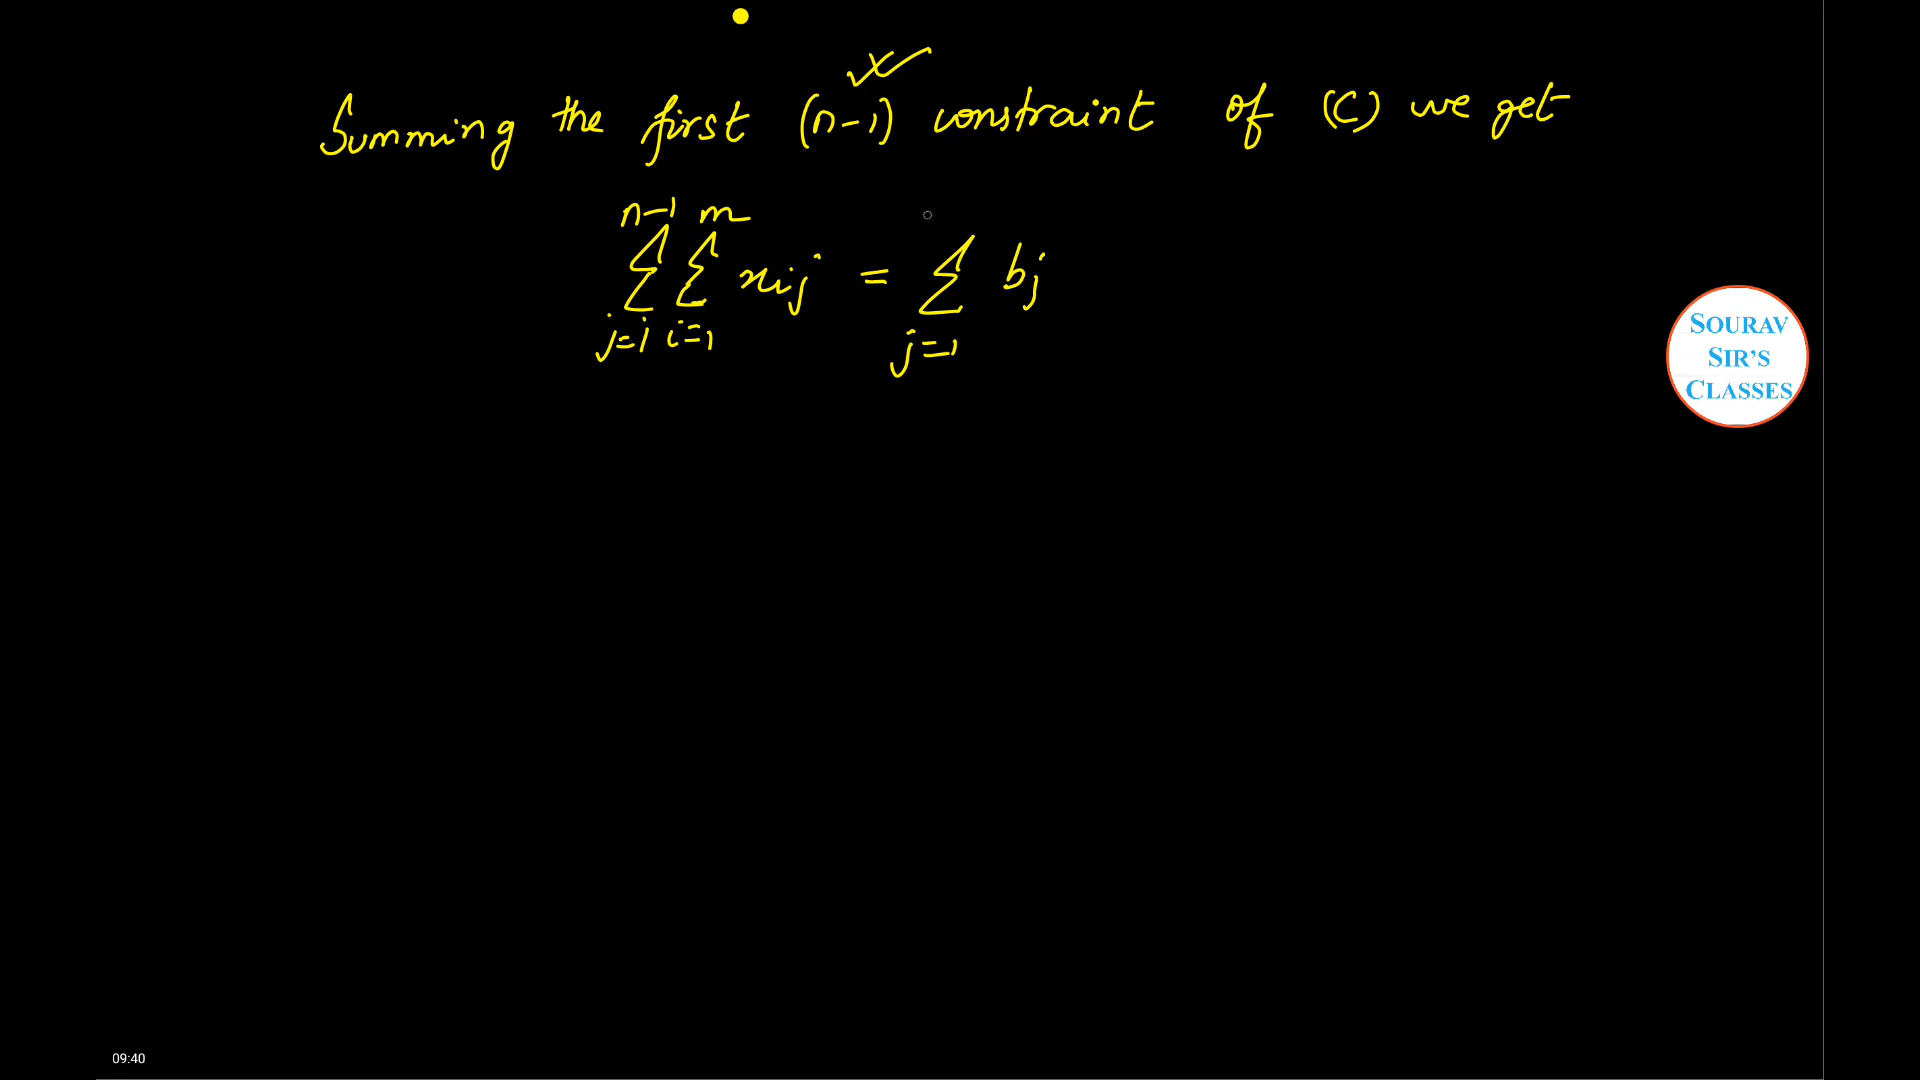 Summing the first (n-1) constraint of (C) we get
n-1 m
∑ ∑ xij = ∑ bj
j=1 i=1 j=1
SOURAV
SIR'S
CLASSES
09:40